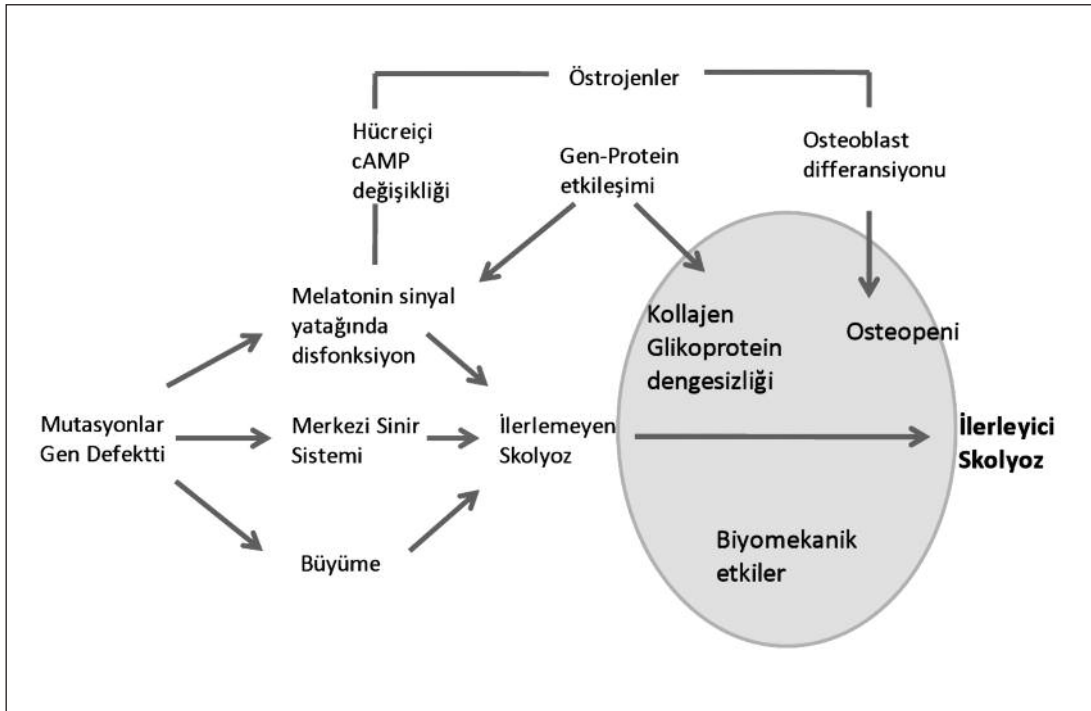 Östrojenler
Hücreiçi
cAMP
değişikliği
Gen-Protein
etkileşimi
Osteoblast
differansiyonu
Melatonin sinyal
yatağında
disfonksiyon
Kollajen
Glikoprotein
dengesizliği
Osteopeni
Mutasyonlar
Gen Defektti
Merkezi Sinir
Sistemi
İlerlemeyen
Skolyoz
İlerleyici
Skolyoz
Büyüme
Biyomekanik
etkiler